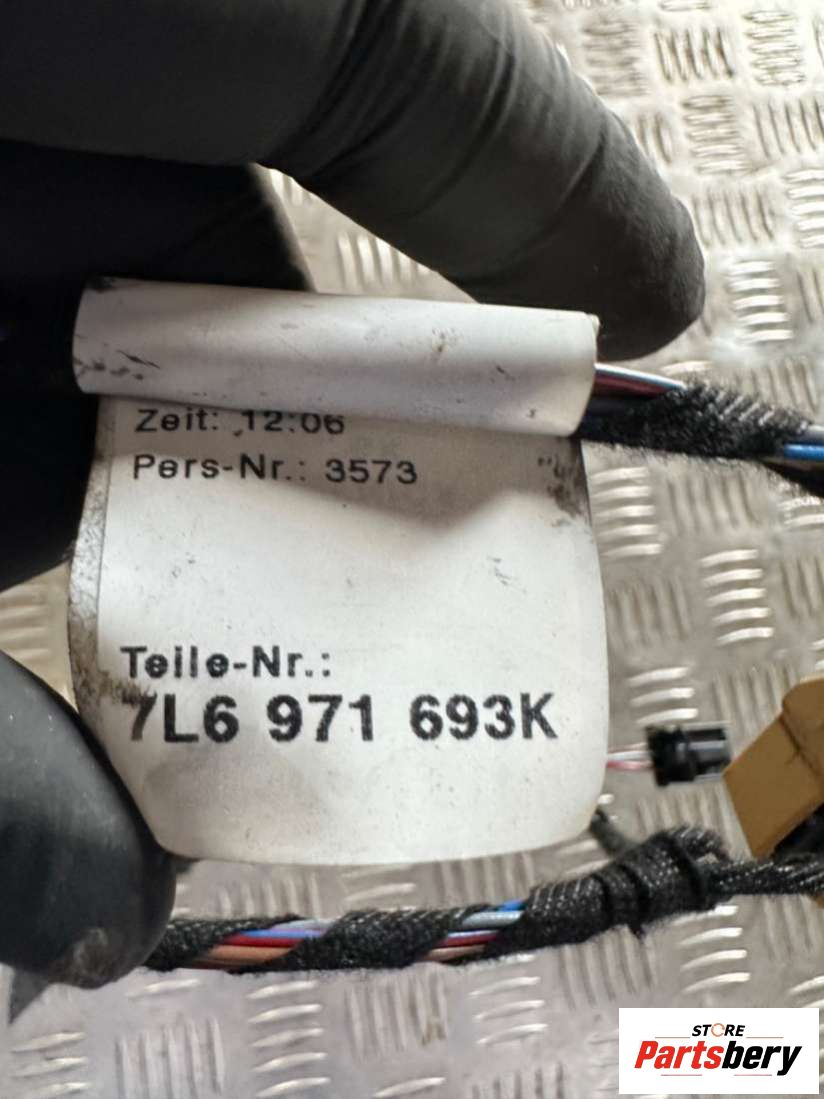 Zeit: 12:06
Pers-Nr.: 3573
Teile-Nr.:
7L6 971 693K
STORE
Partsbery